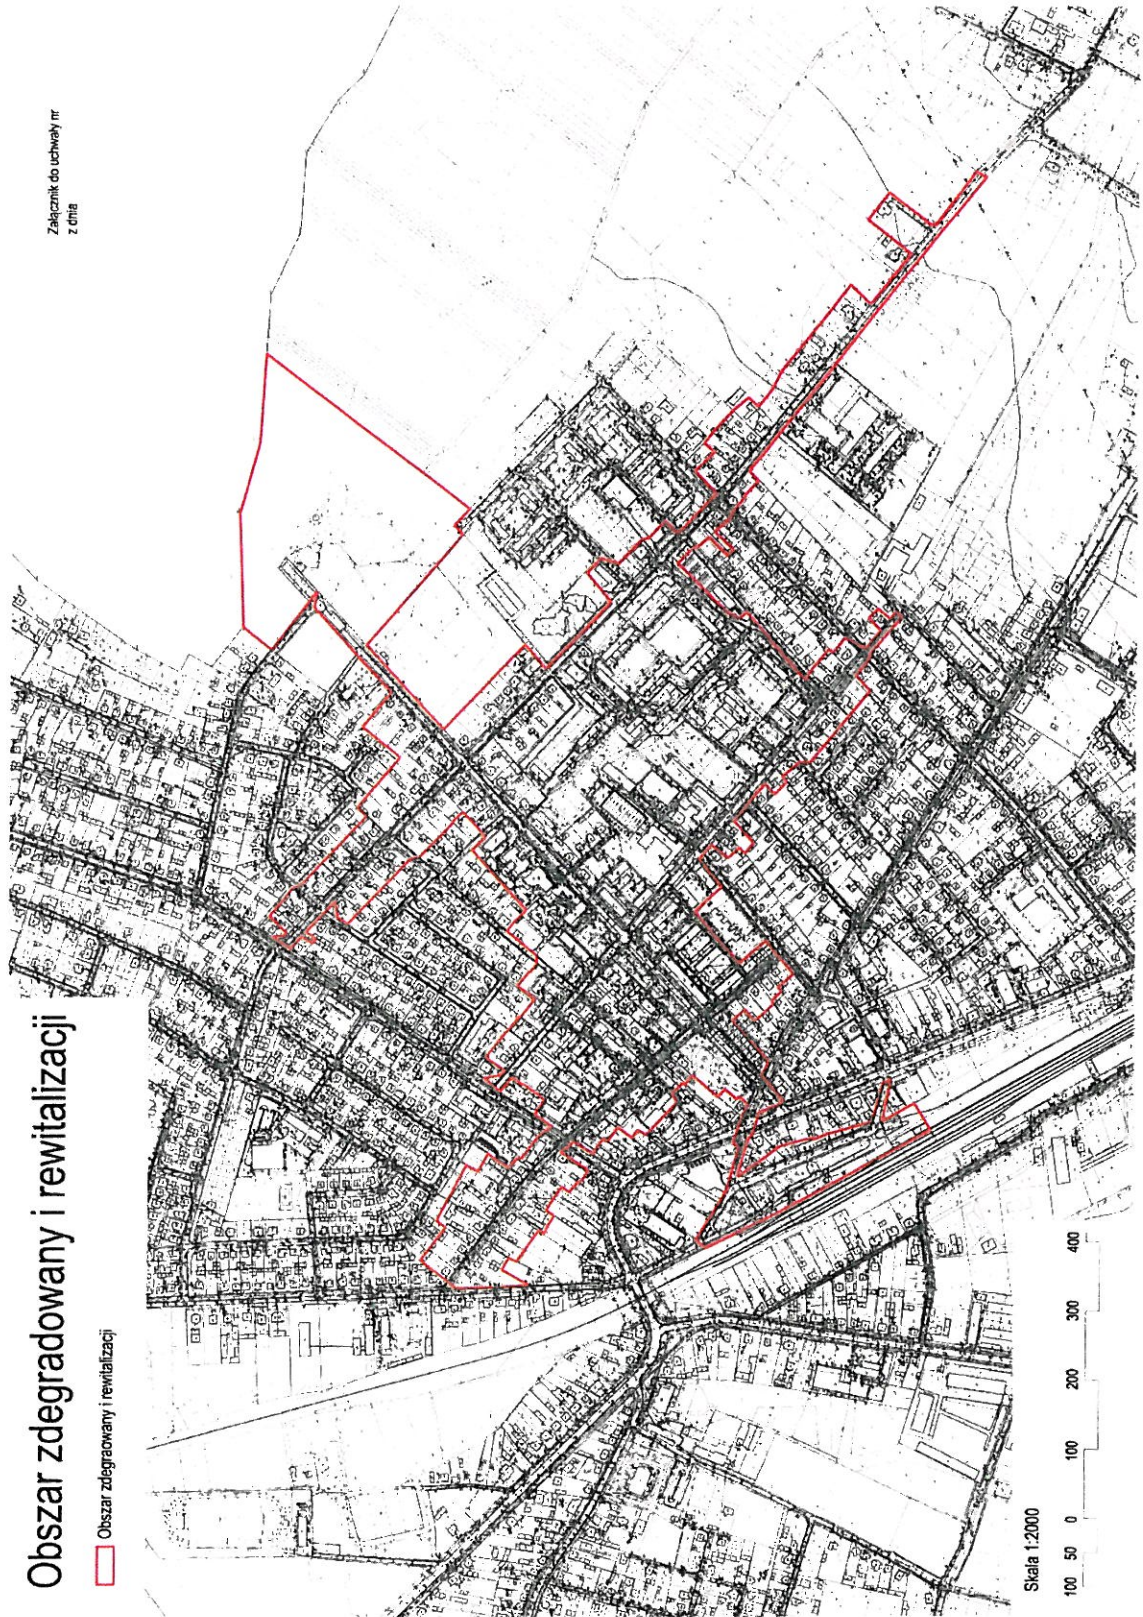 Obszar zdegradowany i rewitalizacji
Załącznik do uchwały nr
z dnia
Obszar zdegraowany i rewitalizacji
Skala 1:2000
100 50 0 100 200 300 400